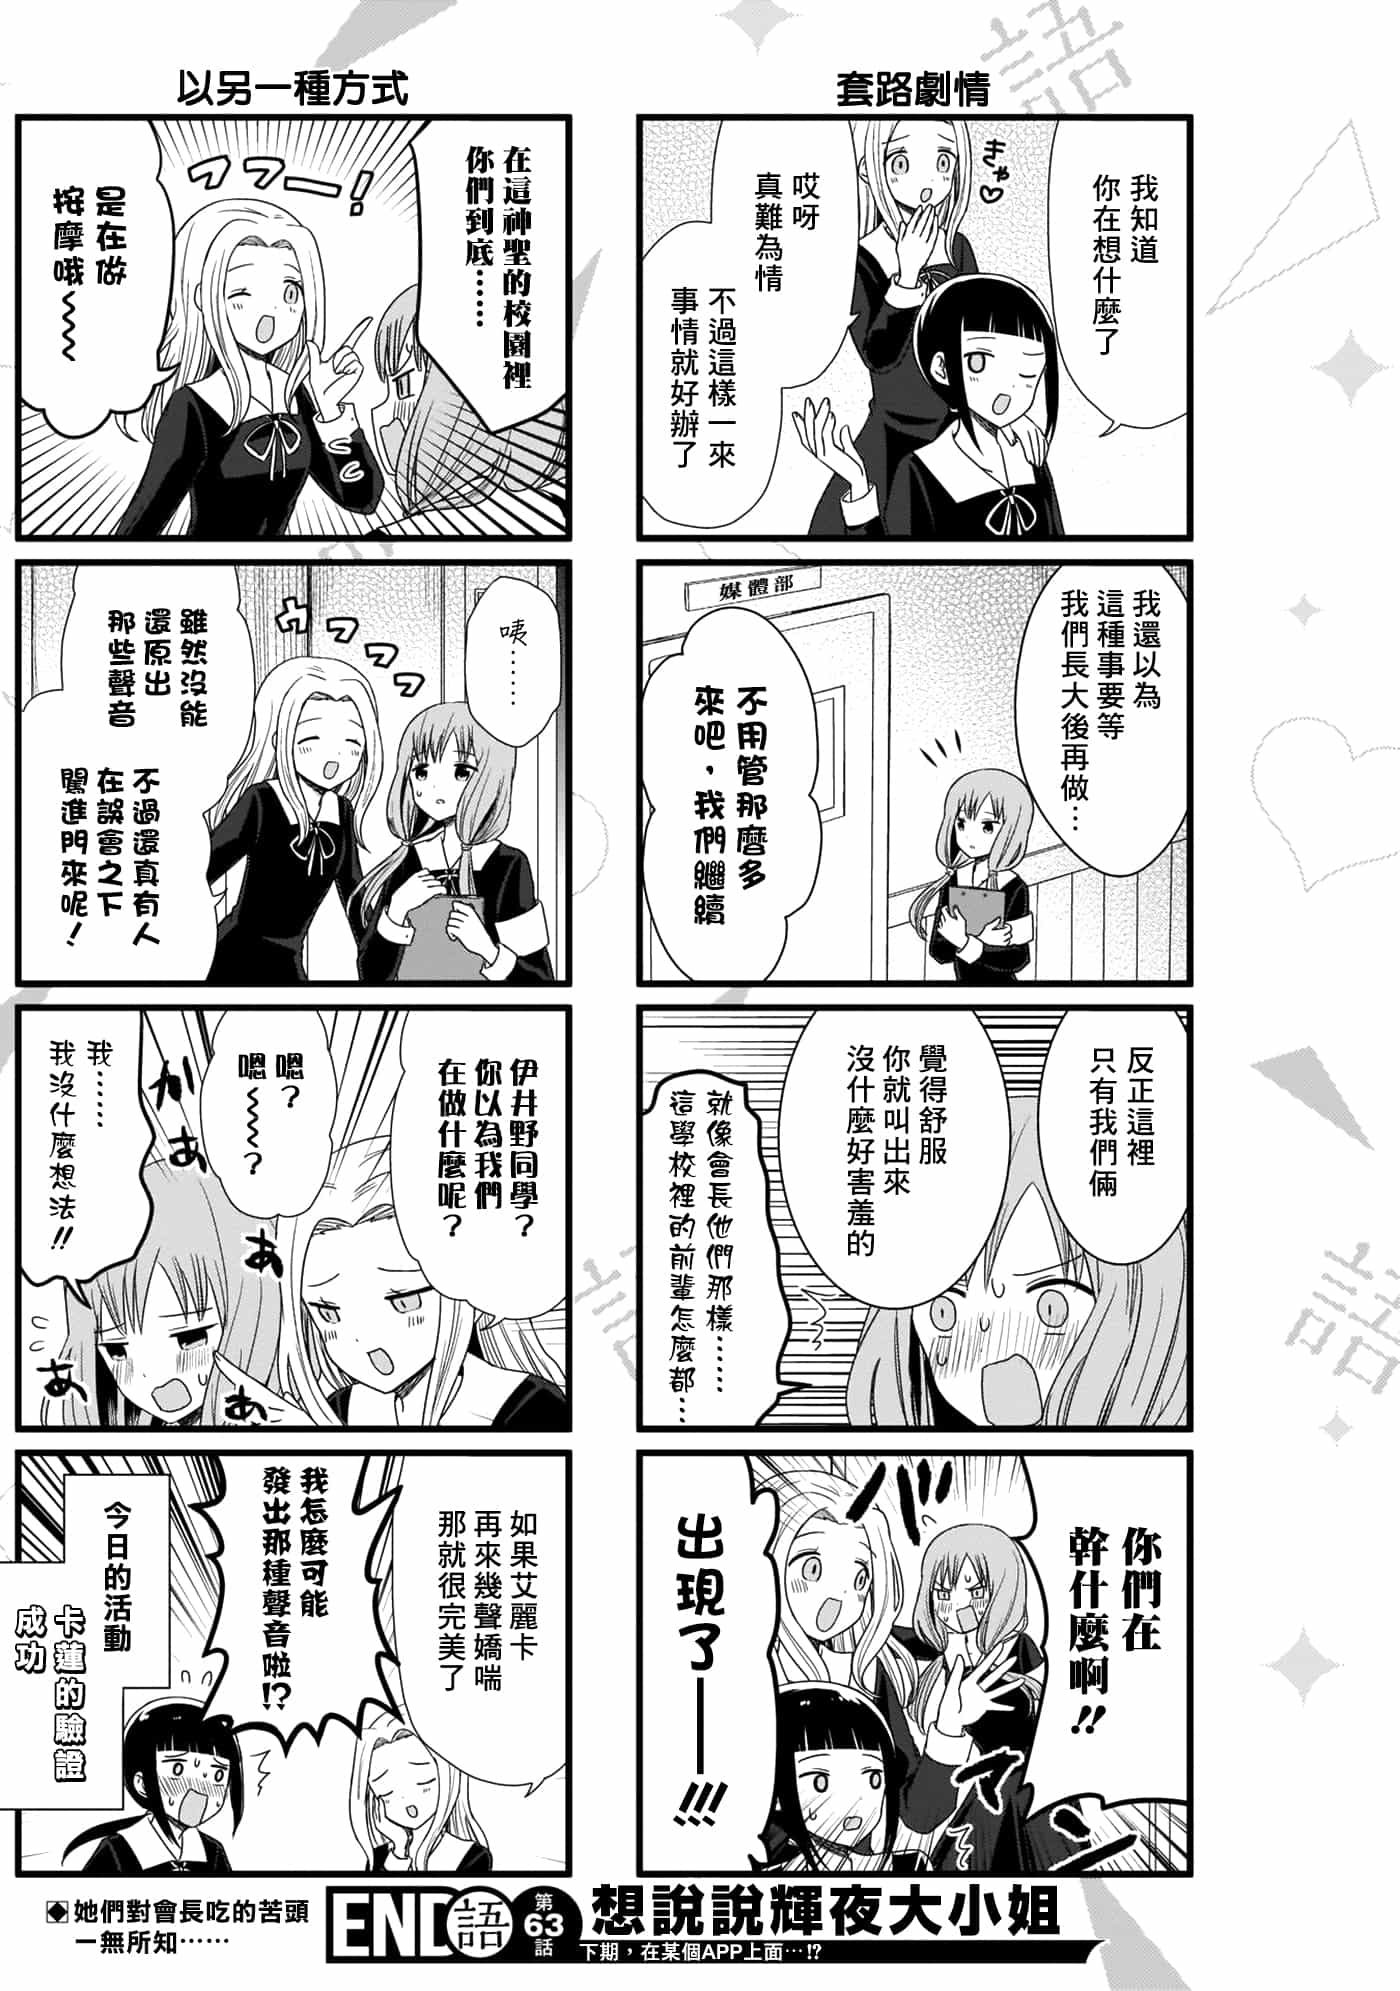 套路劇情
我知道
你在想什麼了
きゃ♡
哎呀
真難為情
不過這樣一來
事情就好辦了
媒體部
我還以為
這種事要等
我們長大後再做…
不用管那麼多
來吧，我們繼續
反正這裡
只有我們倆
覺得舒服
你就叫出來
沒什麼好害羞的
就像會長他們那樣……
這學校裡的前輩怎麼都…
你們在
幹什麼啊!!
出現了——!!!
以另一種方式
在這神聖的校園裡
你們到底……
フフー!
是在做
按摩哦～～～
咦……
ウフフフ
雖然沒能
還原出
那些聲音
不過還真有人
在誤會之下
闖進門來呢！
伊井野同學？
你以為我們
在做什麼呢？
嗯？
嗯～～？
我……
我沒什麼想法!!
あ
あ
あ
如果艾麗卡
再來幾聲嬌喘
那就很完美了
我怎麼可能
發出那種聲音啦!?
今日的活動
卡蓮的驗證
成功
她們對會長吃的苦頭
一無所知……
END
語
第
63
話
想說說輝夜大小姐
下期，在某個APP上面…!?